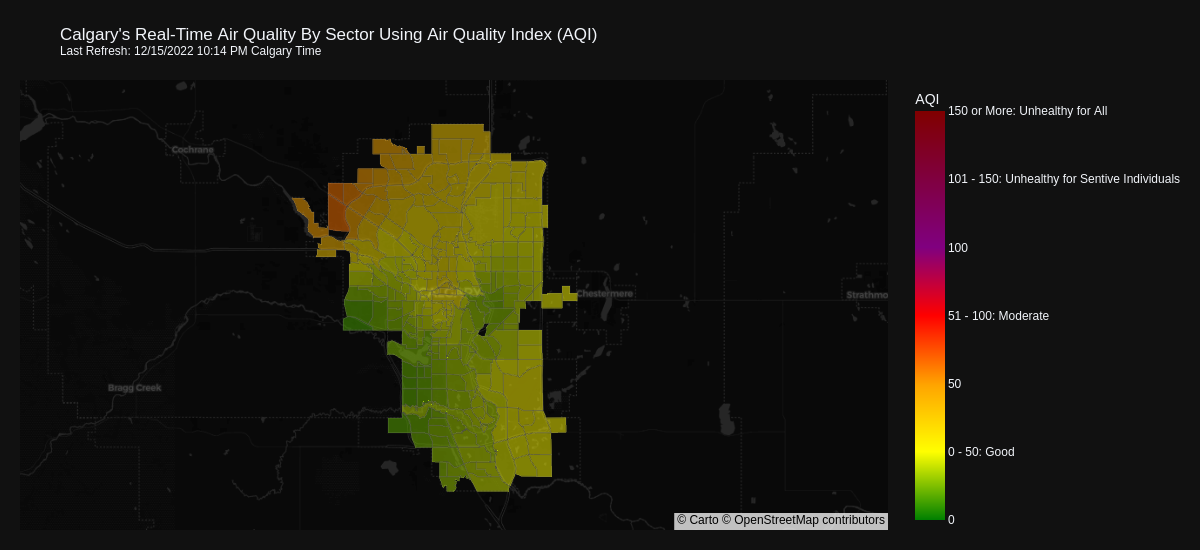 Calgary's Real-Time Air Quality By Sector Using Air Quality Index (AQI)
Last Refresh: 12/15/2022 10:14 PM Calgary Time
AQI
150 or More: Unhealthy for All
Cochrane
101 - 150: Unhealthy for Sentive Individuals
100
Chestermere
Strathmo
51 - 100: Moderate
50
Bragg Creek
0 - 50: Good
0
© Carto © OpenStreetMap contributors